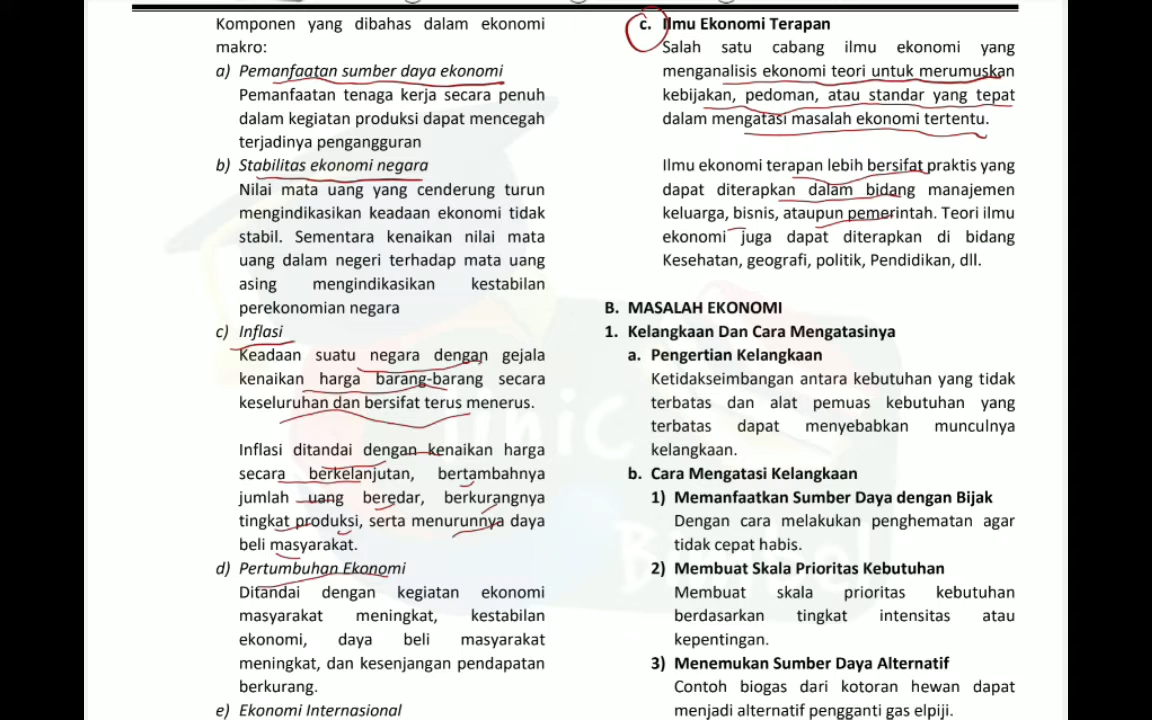 Komponen yang dibahas dalam ekonomi
makro:
a) Pemanfaatan sumber daya ekonomi
Pemanfaatan tenaga kerja secara penuh
dalam kegiatan produksi dapat mencegah
terjadinya pengangguran
b) Stabilitas ekonomi negara
Nilai mata uang yang cenderung turun
mengindikasikan keadaan ekonomi tidak
stabil. Sementara kenaikan nilai mata
uang dalam negeri terhadap mata uang
asing mengindikasikan kestabilan
perekonomian negara
c) Inflasi
Keadaan suatu negara dengan gejala
kenaikan harga barang-barang secara
keseluruhan dan bersifat terus menerus.
Inflasi ditandai dengan kenaikan harga
secara berkelanjutan, bertambahnya
jumlah uang beredar, berkurangnya
tingkat produksi, serta menurunnya daya
beli masyarakat.
d) Pertumbuhan Ekonomi
Ditandai dengan kegiatan ekonomi
masyarakat meningkat, kestabilan
ekonomi, daya beli masyarakat
meningkat, dan kesenjangan pendapatan
berkurang.
e) Ekonomi Internasional
c. Ilmu Ekonomi Terapan
Salah satu cabang ilmu ekonomi yang
menganalisis ekonomi teori untuk merumuskan
kebijakan, pedoman, atau standar yang tepat
dalam mengatasi masalah ekonomi tertentu.
Ilmu ekonomi terapan lebih bersifat praktis yang
dapat diterapkan dalam bidang manajemen
keluarga, bisnis, ataupun pemerintah. Teori ilmu
ekonomi juga dapat diterapkan di bidang
Kesehatan, geografi, politik, Pendidikan, dll.
B. MASALAH EKONOMI
1. Kelangkaan Dan Cara Mengatasinya
a. Pengertian Kelangkaan
Ketidakseimbangan antara kebutuhan yang tidak
terbatas dan alat pemuas kebutuhan yang
terbatas dapat menyebabkan munculnya
kelangkaan.
b. Cara Mengatasi Kelangkaan
1) Memanfaatkan Sumber Daya dengan Bijak
Dengan cara melakukan penghematan agar
tidak cepat habis.
2) Membuat Skala Prioritas Kebutuhan
Membuat skala prioritas kebutuhan
berdasarkan tingkat intensitas atau
kepentingan.
3) Menemukan Sumber Daya Alternatif
Contoh biogas dari kotoran hewan dapat
menjadi alternatif pengganti gas elpiji.